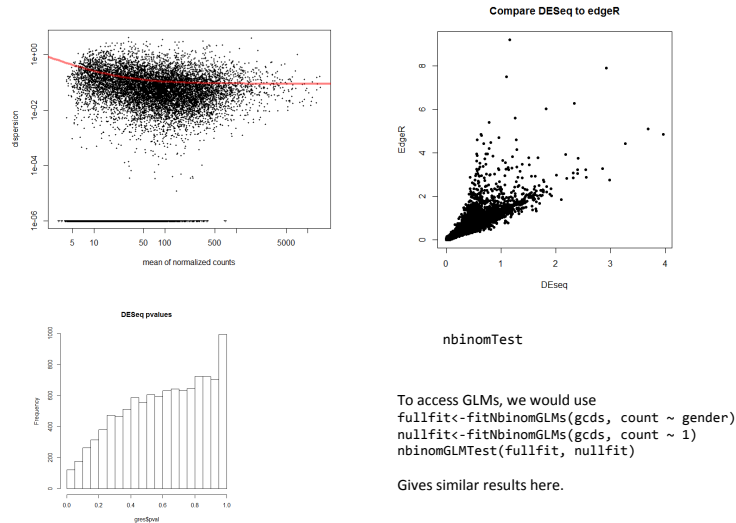 1e+00
1e-02
1e-04
1e-06
dispersion
5 10 50 100 500 5000
mean of normalized counts
Compare DESeq to edgeR
EdgeR
8
6
4
2
0
0 1 2 3 4
DEseq
DESeq pvalues
Frequency
1000
800
600
400
200
0
0.0 0.2 0.4 0.6 0.8 1.0
gres$pval
nbinomTest
To access GLMs, we would use
fullfit<-fitNbinomGLMs(gcds, count ~ gender)
nullfit<-fitNbinomGLMs(gcds, count ~ 1)
nbinomGLMTest(fullfit, nullfit)
Gives similar results here.